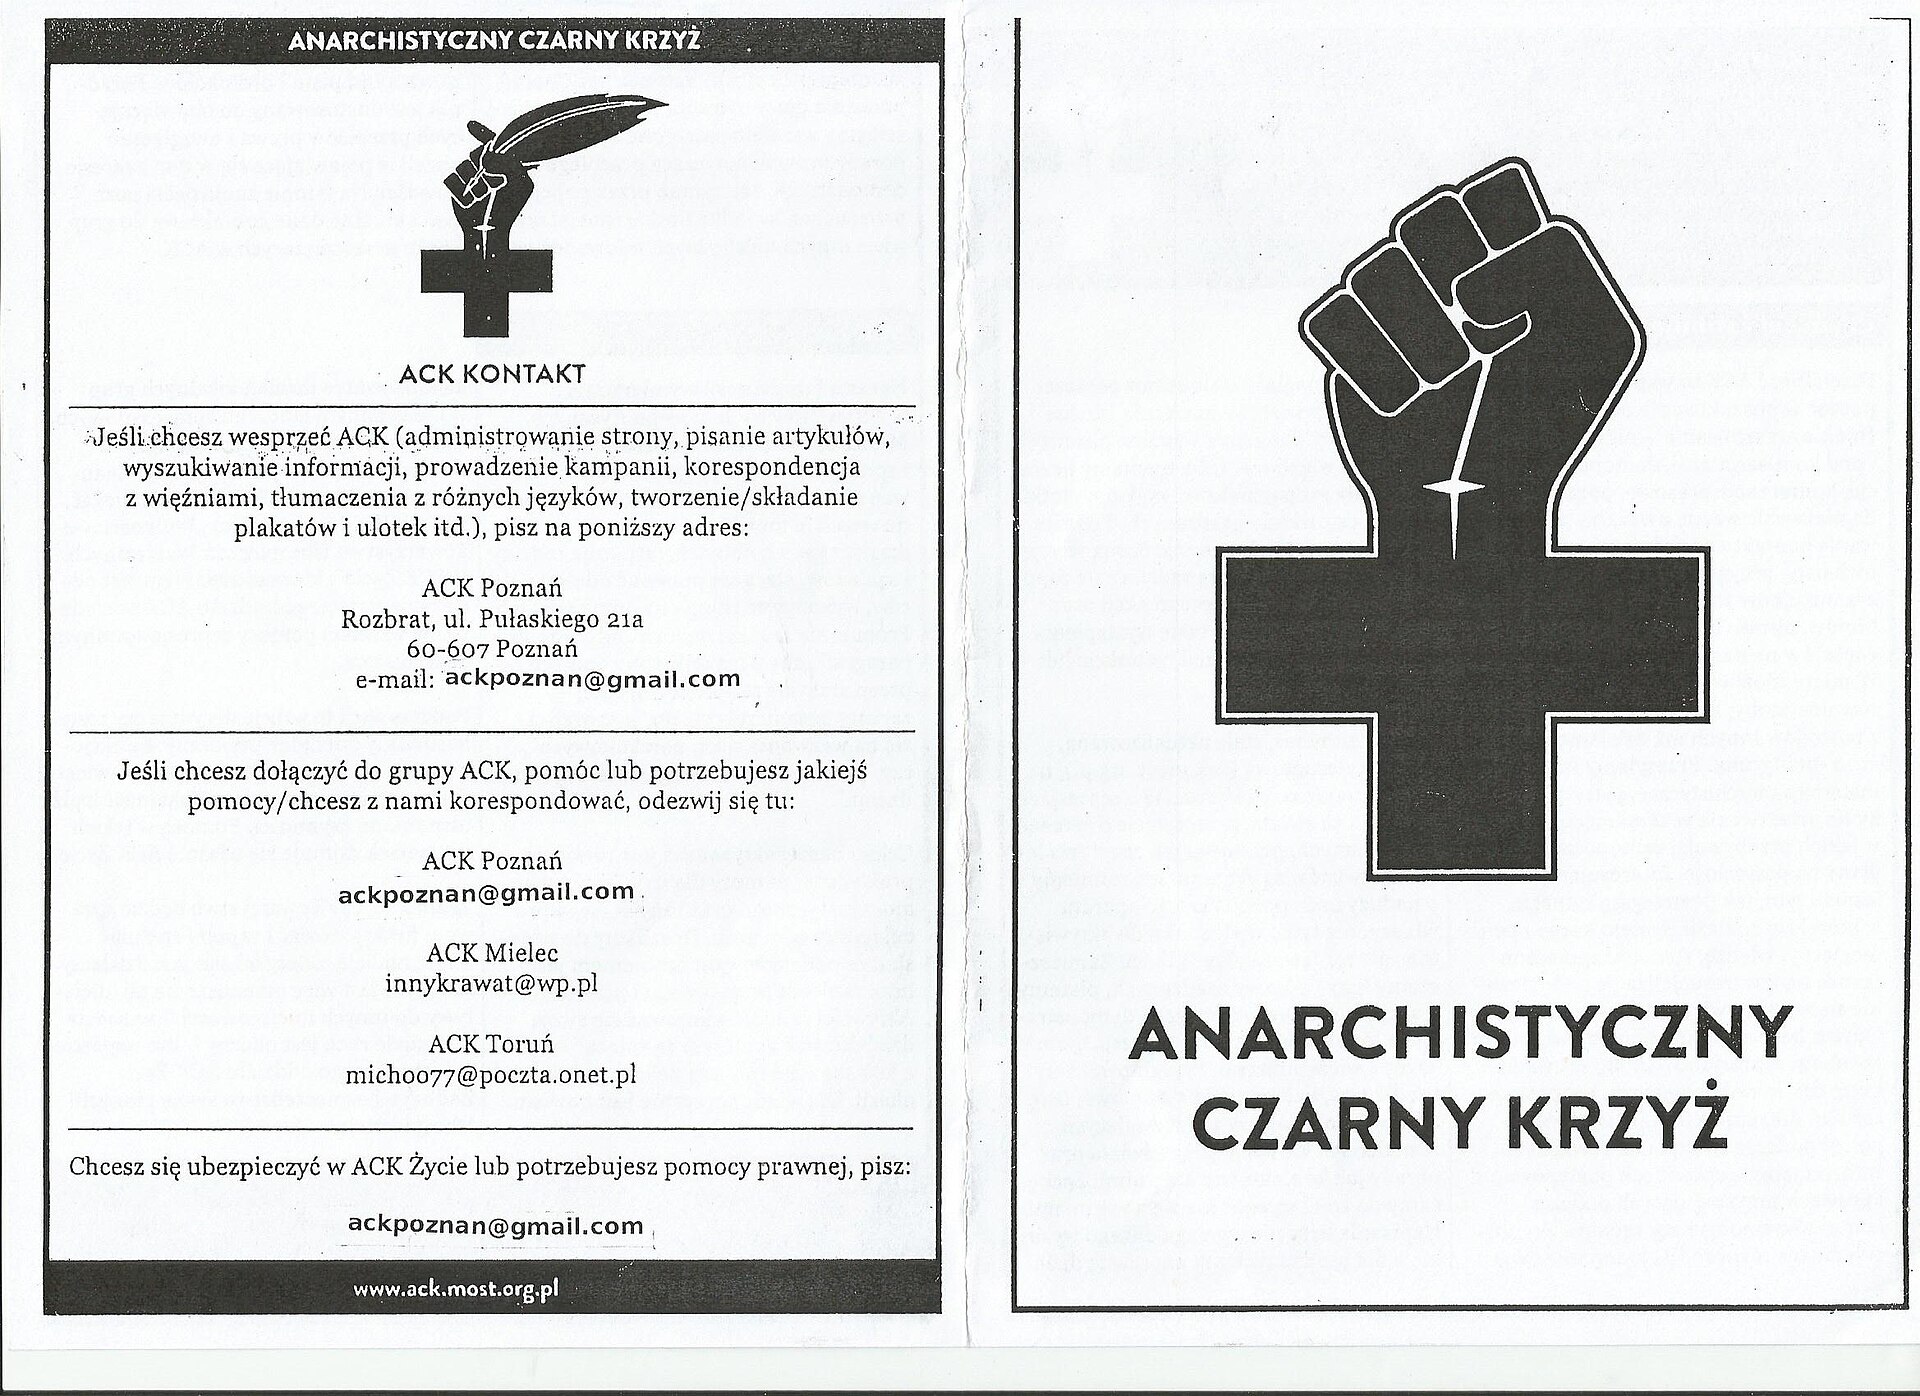 ANARCHISTYCZNY CZARNY KRZYŻ
ACK KONTAKT
Jeśli chcesz wesprzeć ACK (administrowanie strony, pisanie artykułów,
wyszukiwanie informacji, prowadzenie kampanii, korespondencja
z więźniami, tłumaczenia z różnych języków, tworzenie/składanie
plakatów i ulotek itd.), pisz na poniższy adres:
ACK Poznań
Rozbrat, ul. Pułaskiego 21a
60-607 Poznań
e-mail: ackpoznan@gmail.com
Jeśli chcesz dołączyć do grupy ACK, pomóc lub potrzebujesz jakiejś
pomocy/chcesz z nami korespondować, odezwij się tu:
ACK Poznań
ackpoznan@gmail.com
ACK Mielec
innykrawat@wp.pl
ACK Toruń
michoo77@poczta.onet.pl
Chcesz się ubezpieczyć w ACK Życie lub potrzebujesz pomocy prawnej, pisz:
ackpoznan@gmail.com
www.ack.most.org.pl
ANARCHISTYCZNY
CZARNY KRZYŻ